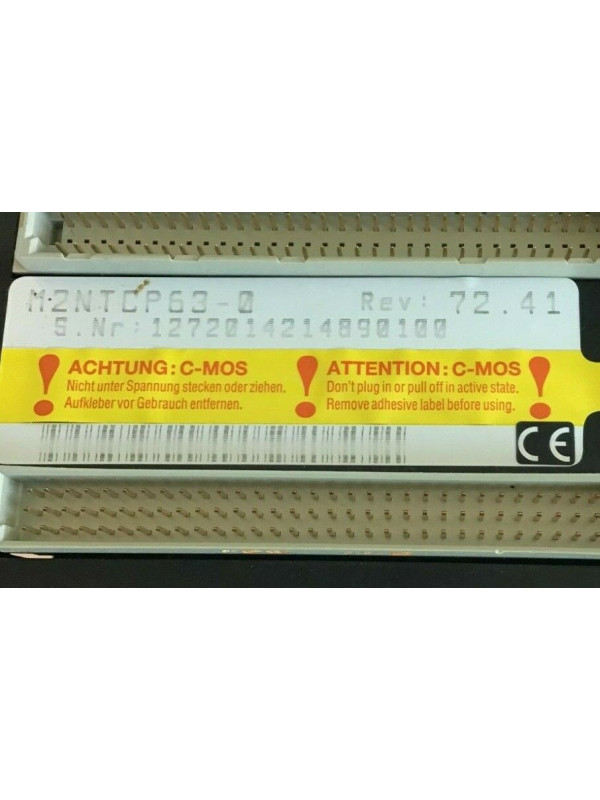 M2NTCP63-0 Rev: 72.41
S.Nr: 1272014214890100
! ACHTUNG: C-MOS ! ATTENTION: C-MOS !
Nicht unter Spannung stecken oder ziehen. Don't plug in or pull off in active state.
Aufkleber vor Gebrauch entfernen. Remove adhesive label before using.
CE